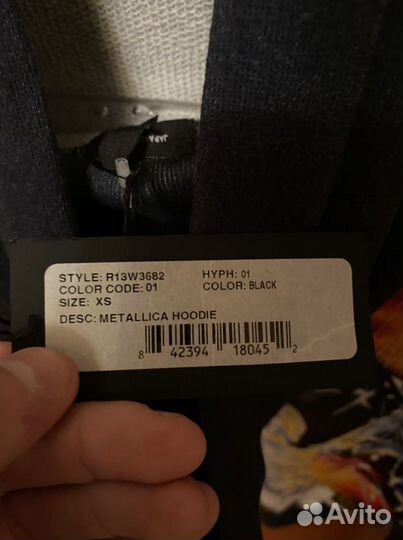 JAPA
STYLE: R13W3682 HYPH: 01
COLOR CODE: 01 COLOR: BLACK
SIZE: XS
DESC: METALLICA HOODIE
8 42394 18045 2
Avito